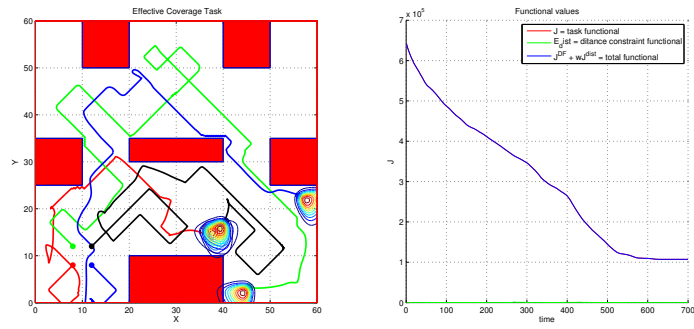 Effective Coverage Task
60
50
40
30
20
10
0
Y
0 10 20 30 40 50 60
X
Functional values
x 10^5
7
6
5
4
3
2
1
0
J
0 100 200 300 400 500 600 700
time
J = task functional
E_dist = ditance constraint functional
J^DF + wJ^dist = total functional